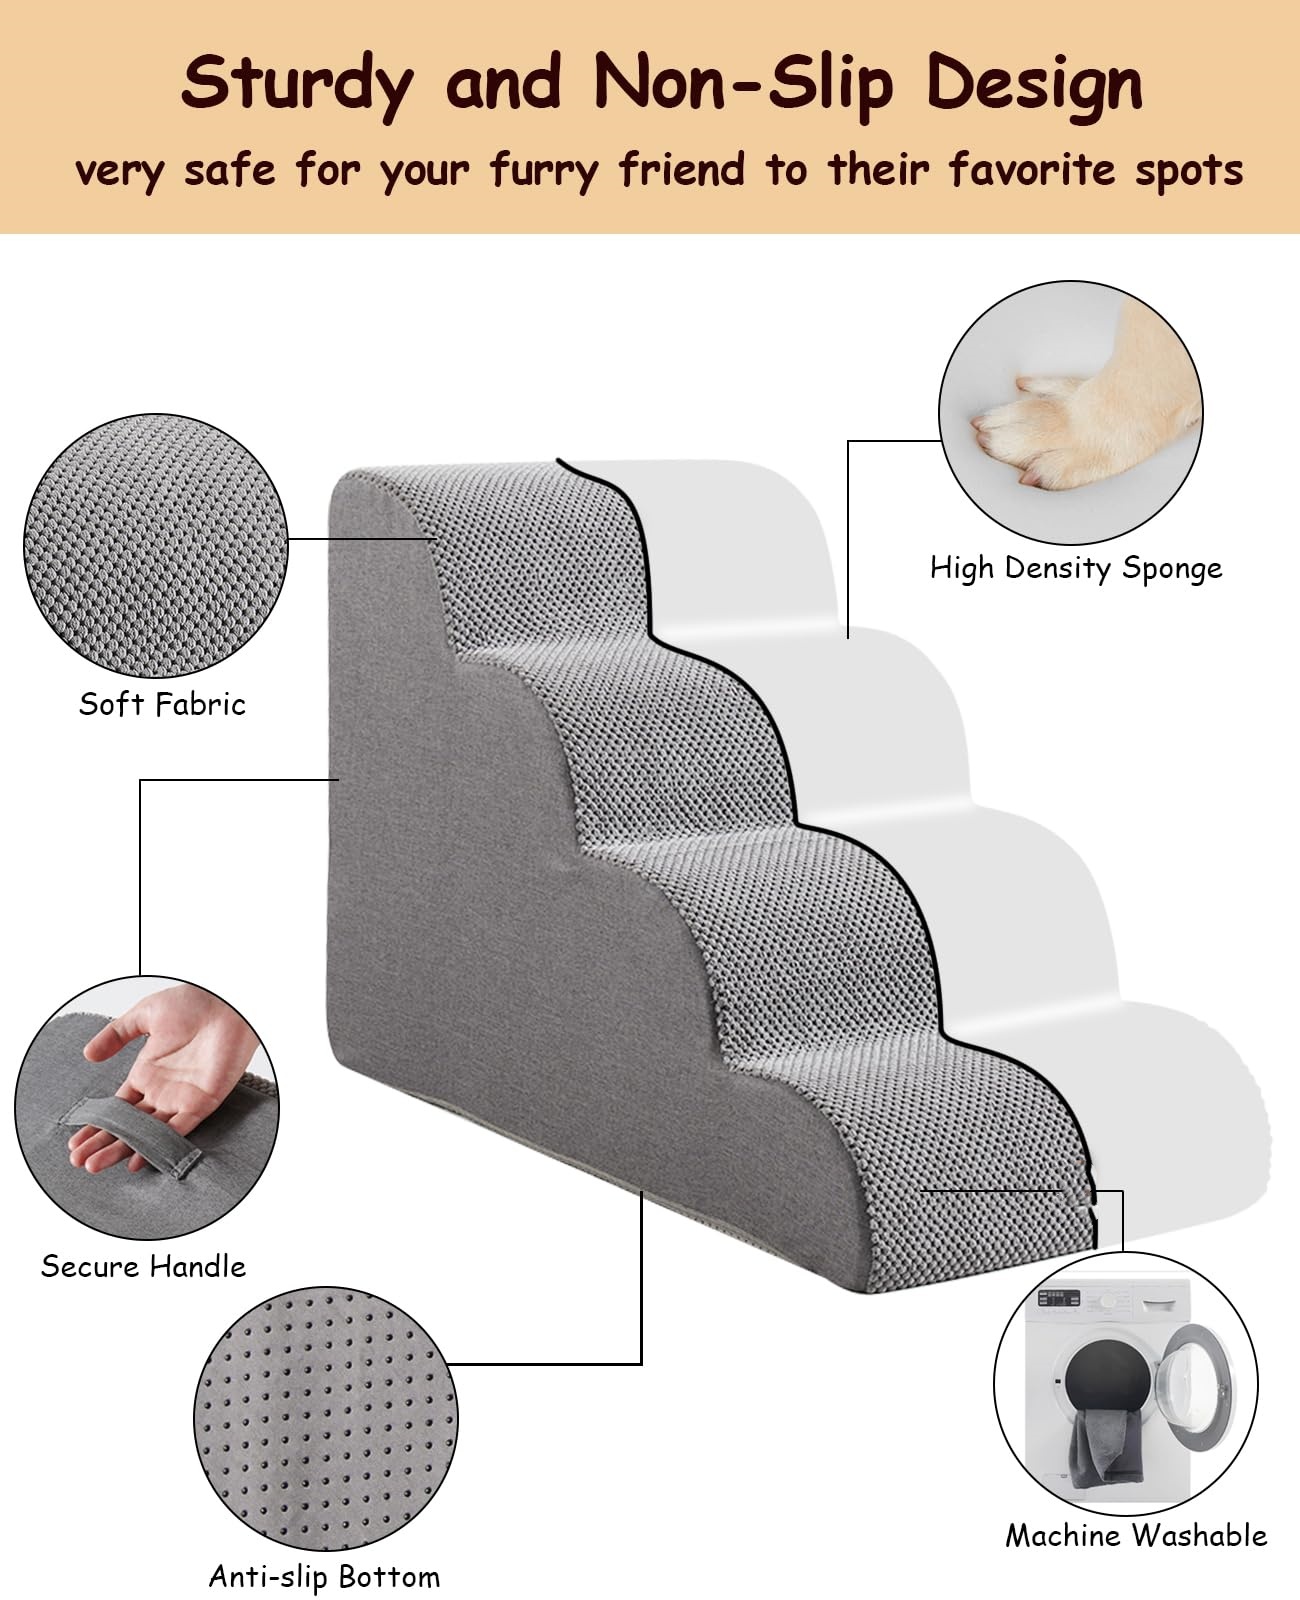 Sturdy and Non-Slip Design
very safe for your furry friend to their favorite spots
High Density Sponge
Soft Fabric
Secure Handle
Anti-slip Bottom
Machine Washable